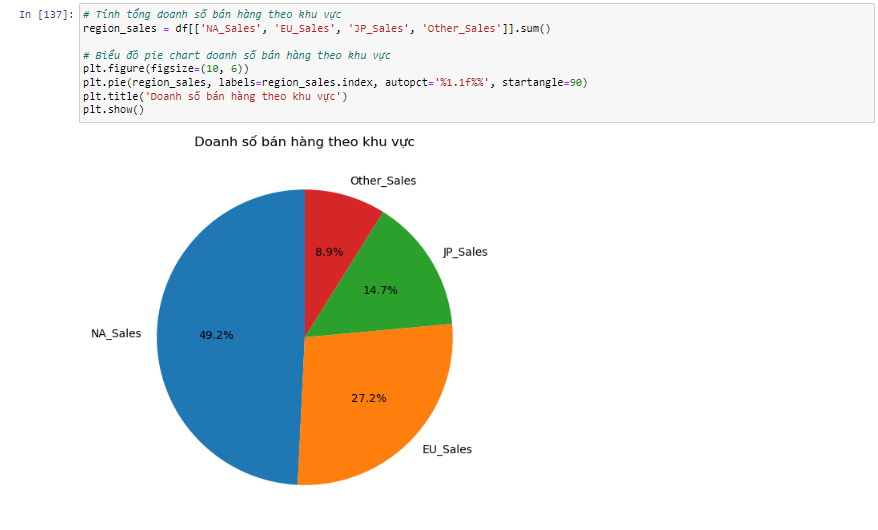 In [137]: # Tính tổng doanh số bán hàng theo khu vực
region_sales = df[['NA_Sales', 'EU_Sales', 'JP_Sales', 'Other_Sales']].sum()
# Biểu đồ pie chart doanh số bán hàng theo khu vực
plt.figure(figsize=(10, 6))
plt.pie(region_sales, labels=region_sales.index, autopct='%1.1f%%', startangle=90)
plt.title('Doanh số bán hàng theo khu vực')
plt.show()
Doanh số bán hàng theo khu vực
Other_Sales
8.9%
JP_Sales
14.7%
NA_Sales
49.2%
27.2%
EU_Sales